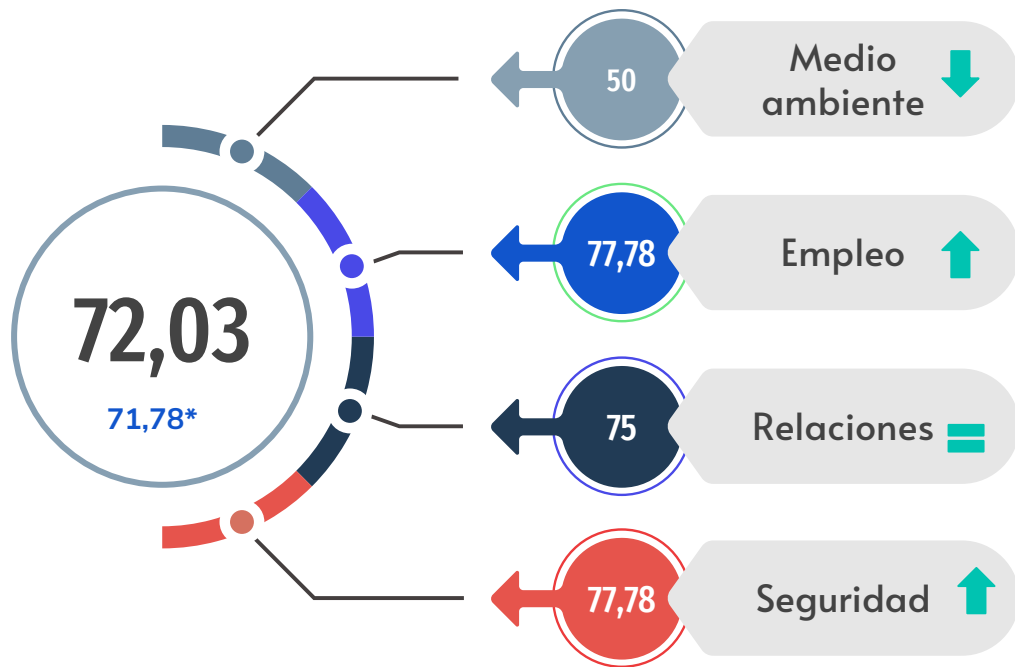 50
Medio
ambiente
77,78
Empleo
72,03
71,78*
75
Relaciones
77,78
Seguridad